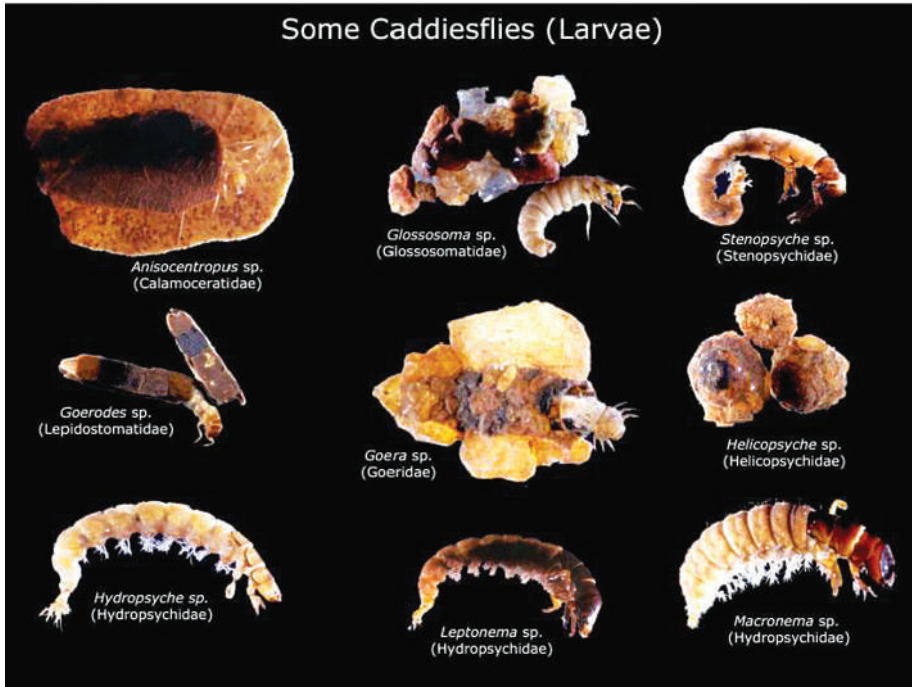 Some Caddiesflies (Larvae)
Anisocentropus sp.
(Calamoceratidae)
Glossosoma sp.
(Glossosomatidae)
Stenopsyche sp.
(Stenopsychidae)
Goerodes sp.
(Lepidostomatidae)
Goera sp.
(Goeridae)
Helicopsyche sp.
(Helicopsychidae)
Hydropsyche sp.
(Hydropsychidae)
Leptonema sp.
(Hydropsychidae)
Macronema sp.
(Hydropsychidae)